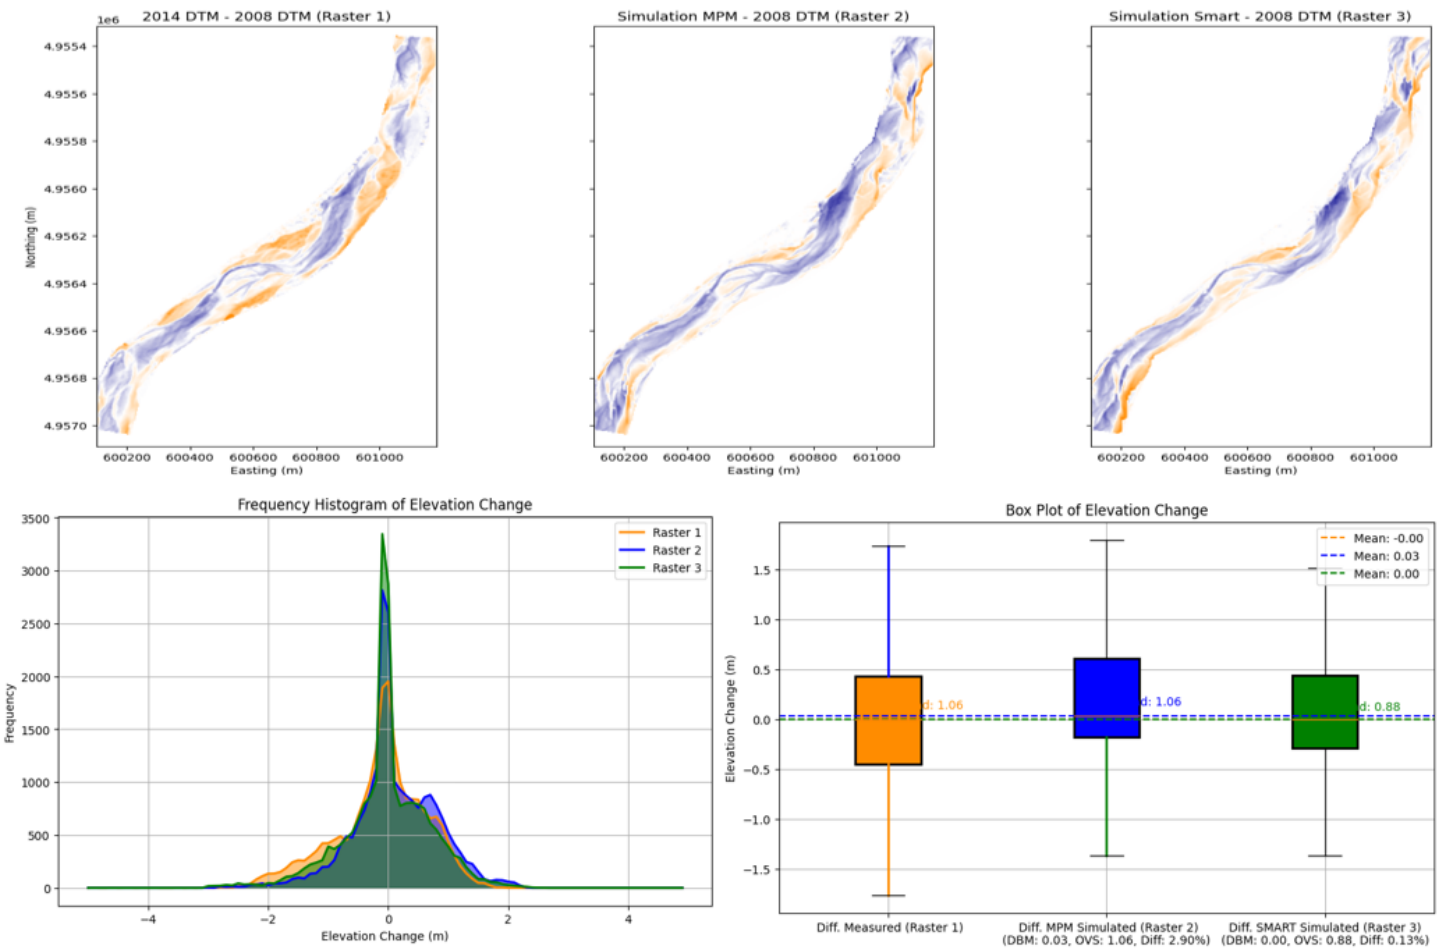 2014 DTM - 2008 DTM (Raster 1)
Simulation MPM - 2008 DTM (Raster 2)
Simulation Smart - 2008 DTM (Raster 3)
1e6
4.9554
4.9556
4.9558
4.9560
4.9562
4.9564
4.9566
4.9568
4.9570
Northing (m)
600200 600400 600600 600800 601000
600200 600400 600600 600800 601000
600200 600400 600600 600800 601000
Easting (m)
Easting (m)
Easting (m)
Frequency Histogram of Elevation Change
3500
3000
2500
2000
1500
1000
500
0
Frequency
Raster 1
Raster 2
Raster 3
−4 −2 0 2 4
Elevation Change (m)
Box Plot of Elevation Change
1.5
1.0
0.5
0.0
−0.5
−1.0
−1.5
Elevation Change (m)
Mean: -0.00
Mean: 0.03
Mean: 0.00
d: 1.06
d: 1.06
d: 0.88
Diff. Measured (Raster 1)
Diff. MPM Simulated (Raster 2)
(DBM: 0.03, OVS: 1.06, Diff: 2.90%)
Diff. SMART Simulated (Raster 3)
(DBM: 0.00, OVS: 0.88, Diff: 0.13%)